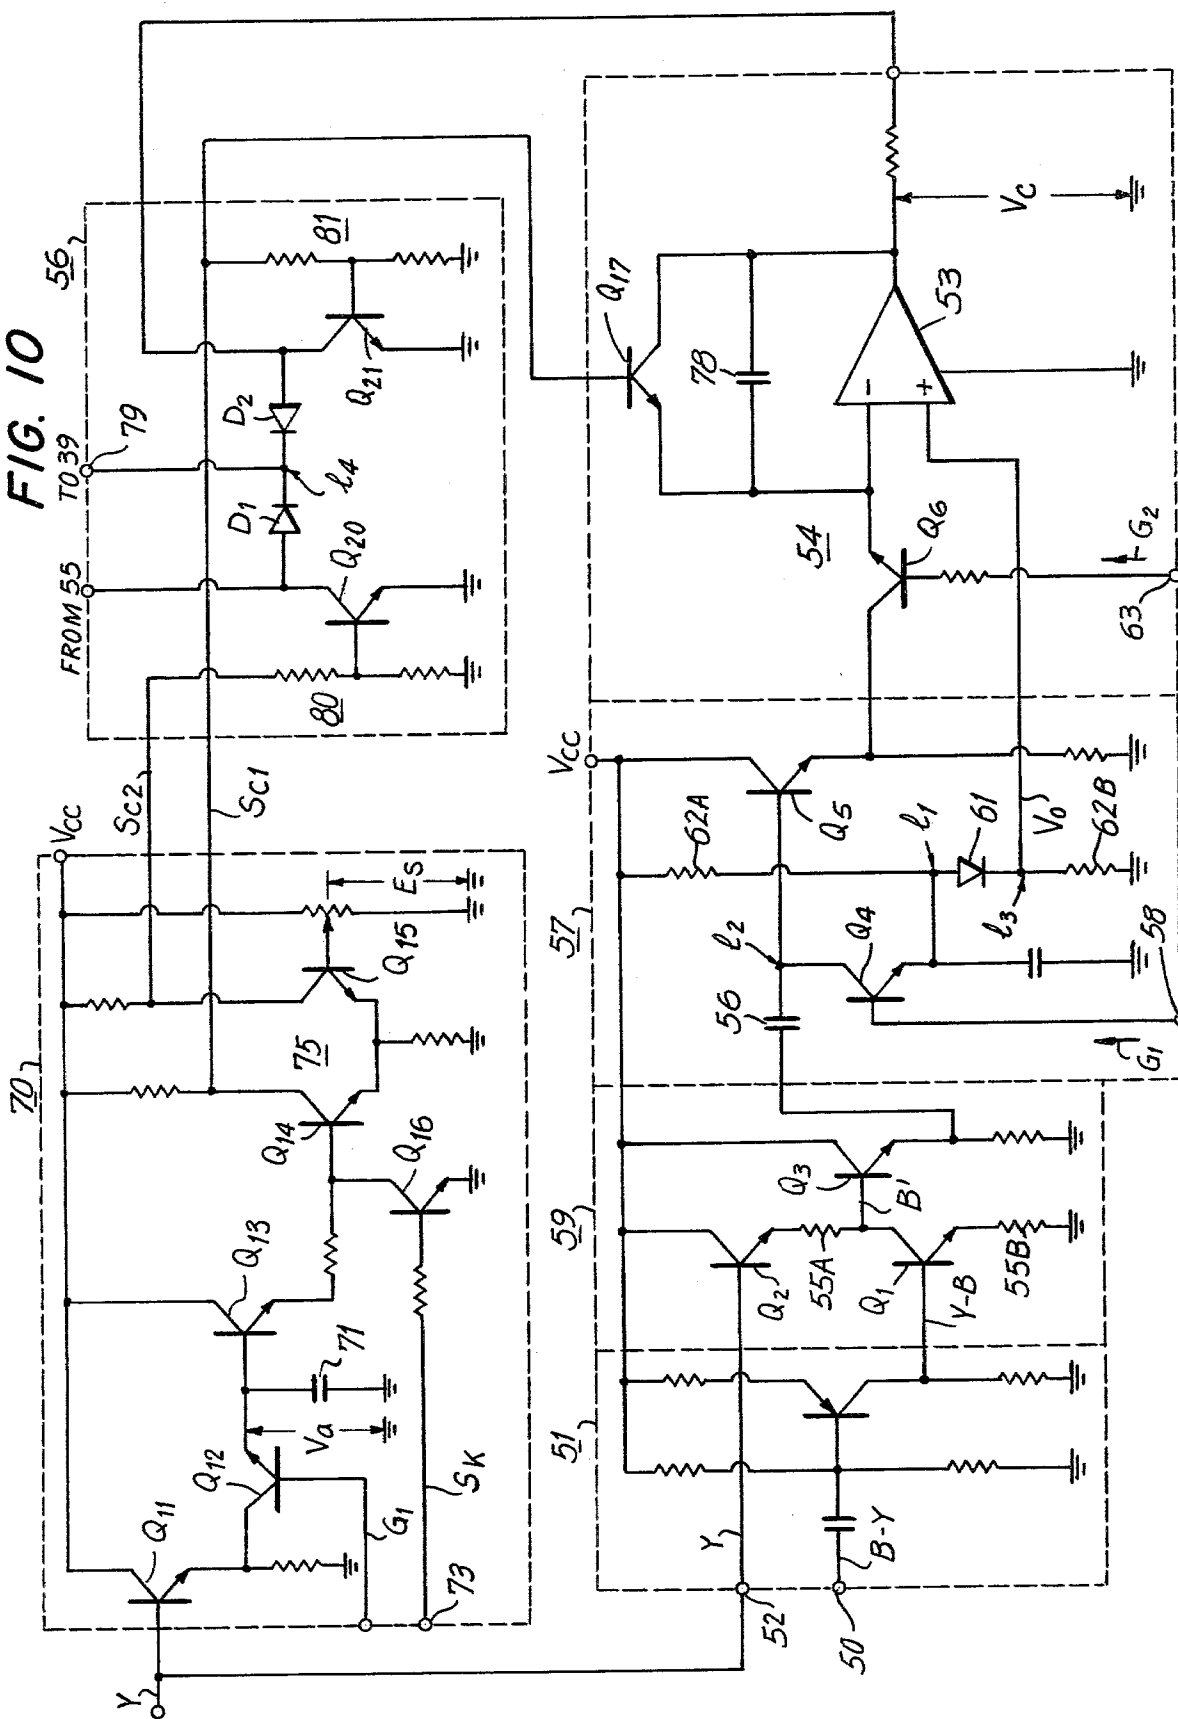 FIG. 10
70
Vcc
Sc2
Sc1
Es
Q11
Q12
Q13
Q14
Q15
Q16
75
Va
71
G1
SK
73
Y
56
FROM 55
TO 39
79
D1
D2
l4
Q20
Q21
80
81
51
52'
50
Y
B-Y
59
Q2
55A
Q1
Y-B
55B
Q3
B'
57
56
l2
Q4
G1
58
Vcc
62A
Q5
l1
61
l3
V0
62B
54
Q6
G2
63
Q17
78
-
+
53
Vc